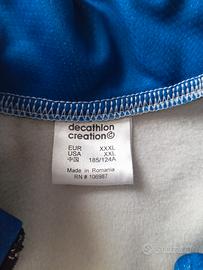 decathlon
creation©
EUR XXXL
USA XXL
中国 185/124A
Made in Romania
RN # 106987